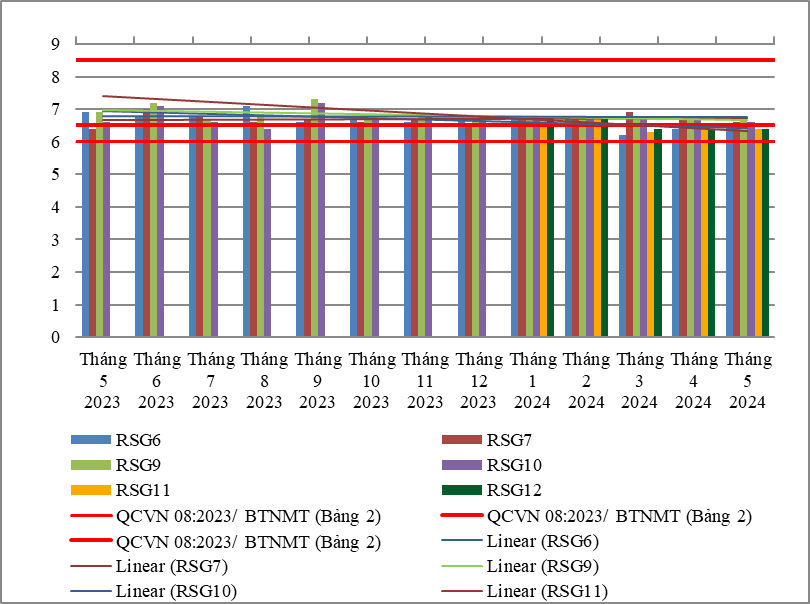 9
8
7
6
5
4
3
2
1
0
Tháng Tháng Tháng Tháng Tháng Tháng Tháng Tháng Tháng Tháng Tháng Tháng Tháng
5 6 7 8 9 10 11 12 1 2 3 4 5
2023 2023 2023 2023 2023 2023 2023 2023 2024 2024 2024 2024 2024
RSG6 RSG7
RSG9 RSG10
RSG11 RSG12
QCVN 08:2023/ BTNMT (Bảng 2) QCVN 08:2023/ BTNMT (Bảng 2)
QCVN 08:2023/ BTNMT (Bảng 2) Linear (RSG6)
Linear (RSG7) Linear (RSG9)
Linear (RSG10) Linear (RSG11)